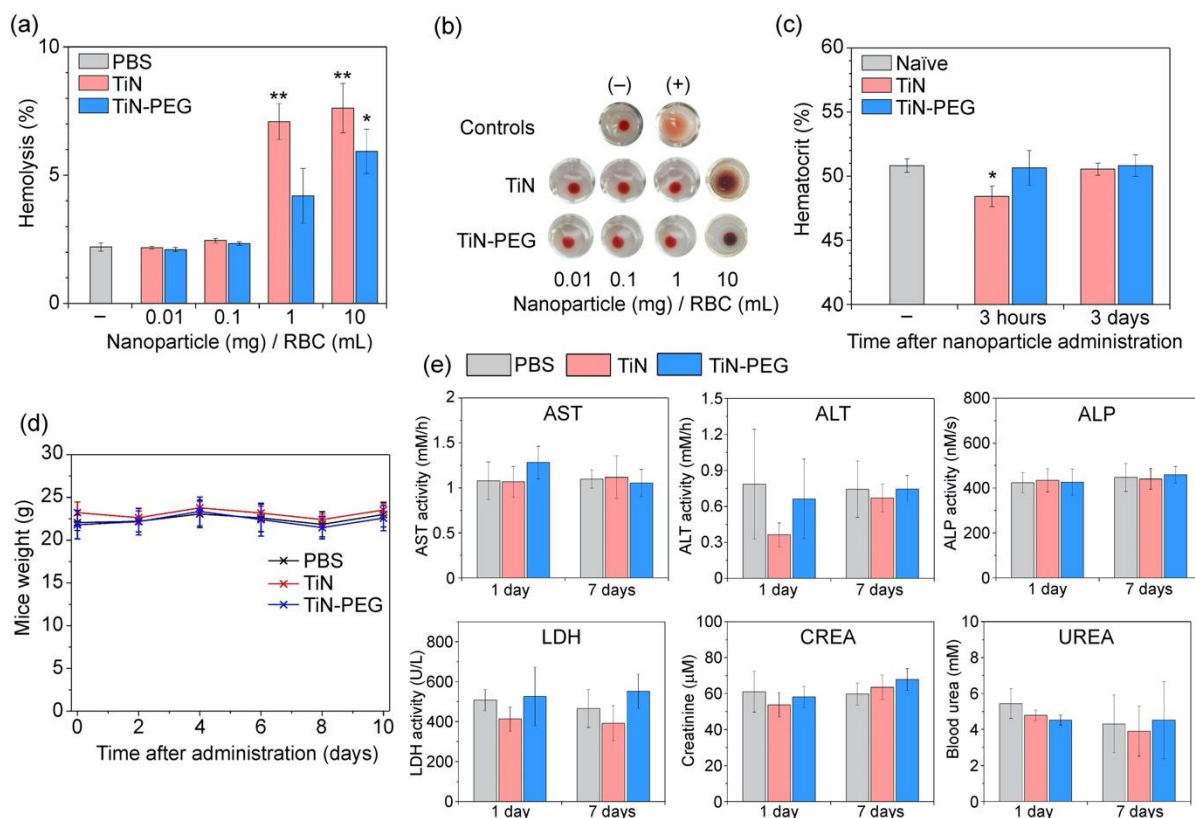 (a)
PBS
TiN
TiN-PEG
**
**
*
Hemolysis (%)
10
5
0
– 0.01 0.1 1 10
Nanoparticle (mg) / RBC (mL)
(b)
(–) (+)
Controls
TiN
TiN-PEG
0.01 0.1 1 10
Nanoparticle (mg) / RBC (mL)
(c)
Naïve
TiN
TiN-PEG
*
Hematocrit (%)
60
55
50
45
40
– 3 hours 3 days
Time after nanoparticle administration
(d)
Mice weight (g)
30
25
20
15
10
5
0
PBS
TiN
TiN-PEG
0 2 4 6 8 10
Time after administration (days)
(e)
PBS TiN TiN-PEG
AST
AST activity (mM/h)
2
1.5
1
0.5
0
1 day 7 days
ALT
ALT activity (mM/h)
1.5
1.2
0.9
0.6
0.3
0
1 day 7 days
ALP
ALP activity (nM/s)
800
600
400
200
0
1 day 7 days
LDH
LDH activity (U/L)
800
600
400
200
0
1 day 7 days
CREA
Creatinine (µM)
100
80
60
40
20
0
1 day 7 days
UREA
Blood urea (mM)
10
8
6
4
2
0
1 day 7 days